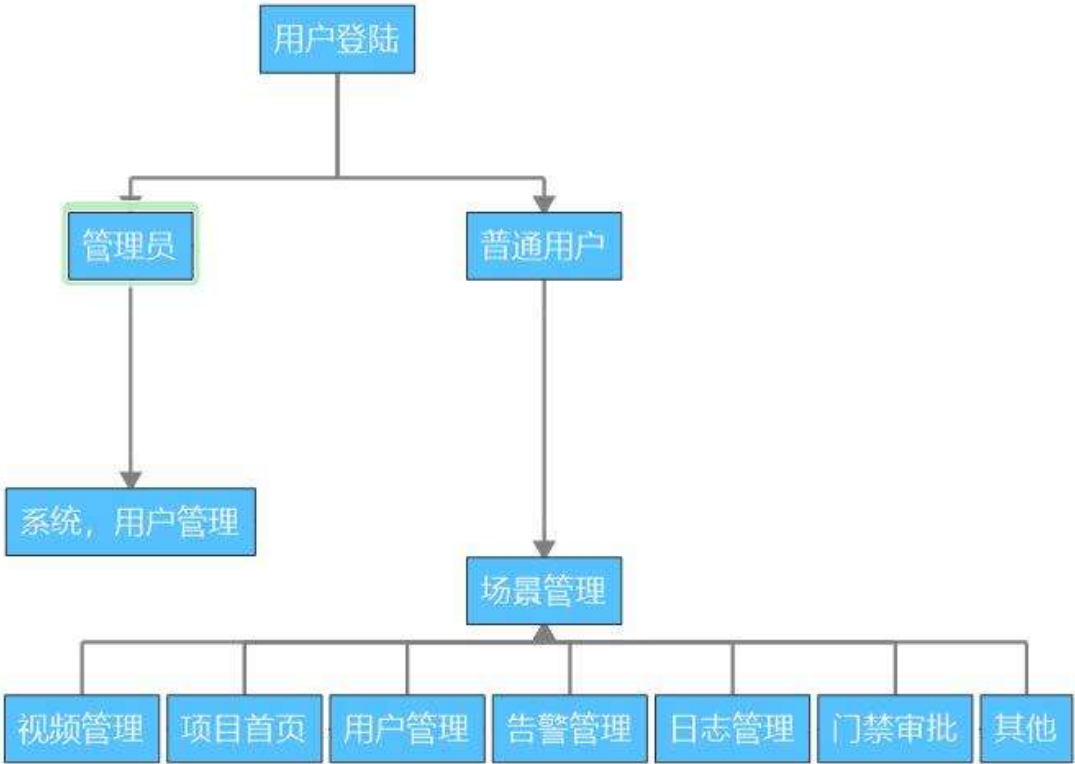 用户登陆
管理员
普通用户
系统，用户管理
场景管理
视频管理
项目首页
用户管理
告警管理
日志管理
门禁审批
其他